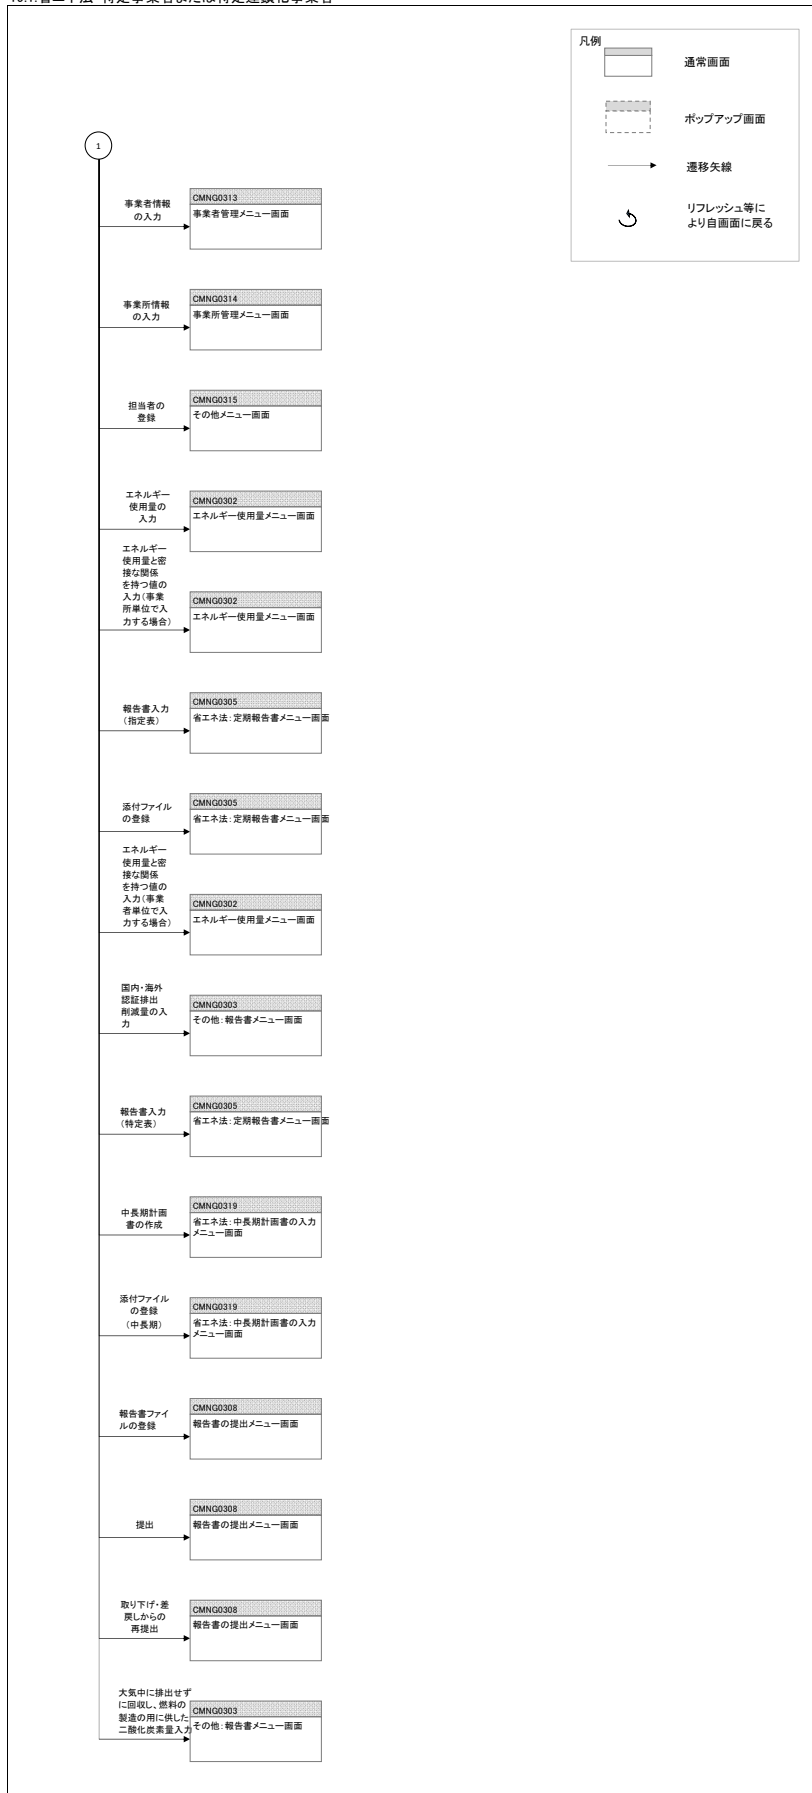 凡例
通常画面
ポップアップ画面
遷移矢線
リフレッシュ等に
より自画面に戻る
1
事業者情報
の入力
CMNG0313
事業者管理メニュー画面
事業所情報
の入力
CMNG0314
事業所管理メニュー画面
担当者の
登録
CMNG0315
その他メニュー画面
エネルギー
使用量の
入力
CMNG0302
エネルギー使用量メニュー画面
エネルギー
使用量と密
接な関係
を持つ値の
入力(事業
所単位で入
力する場合)
CMNG0302
エネルギー使用量メニュー画面
報告書入力
(指定表)
CMNG0305
省エネ法:定期報告書メニュー画面
添付ファイル
の登録
CMNG0305
省エネ法:定期報告書メニュー画面
エネルギー
使用量と密
接な関係
を持つ値の
入力(事業
者単位で入
力する場合)
CMNG0302
エネルギー使用量メニュー画面
国内・海外
認証排出
削減量の入
力
CMNG0303
その他:報告書メニュー画面
報告書入力
(特定表)
CMNG0305
省エネ法:定期報告書メニュー画面
中長期計画
書の作成
CMNG0319
省エネ法:中長期計画書の入力
メニュー画面
添付ファイル
の登録
(中長期)
CMNG0319
省エネ法:中長期計画書の入力
メニュー画面
報告書ファイ
ルの登録
CMNG0308
報告書の提出メニュー画面
提出
CMNG0308
報告書の提出メニュー画面
取り下げ・差
戻しからの
再提出
CMNG0308
報告書の提出メニュー画面
大気中に排出せず
に回収し、燃料の
製造の用に供した
二酸化炭素量入力
CMNG0303
その他:報告書メニュー画面